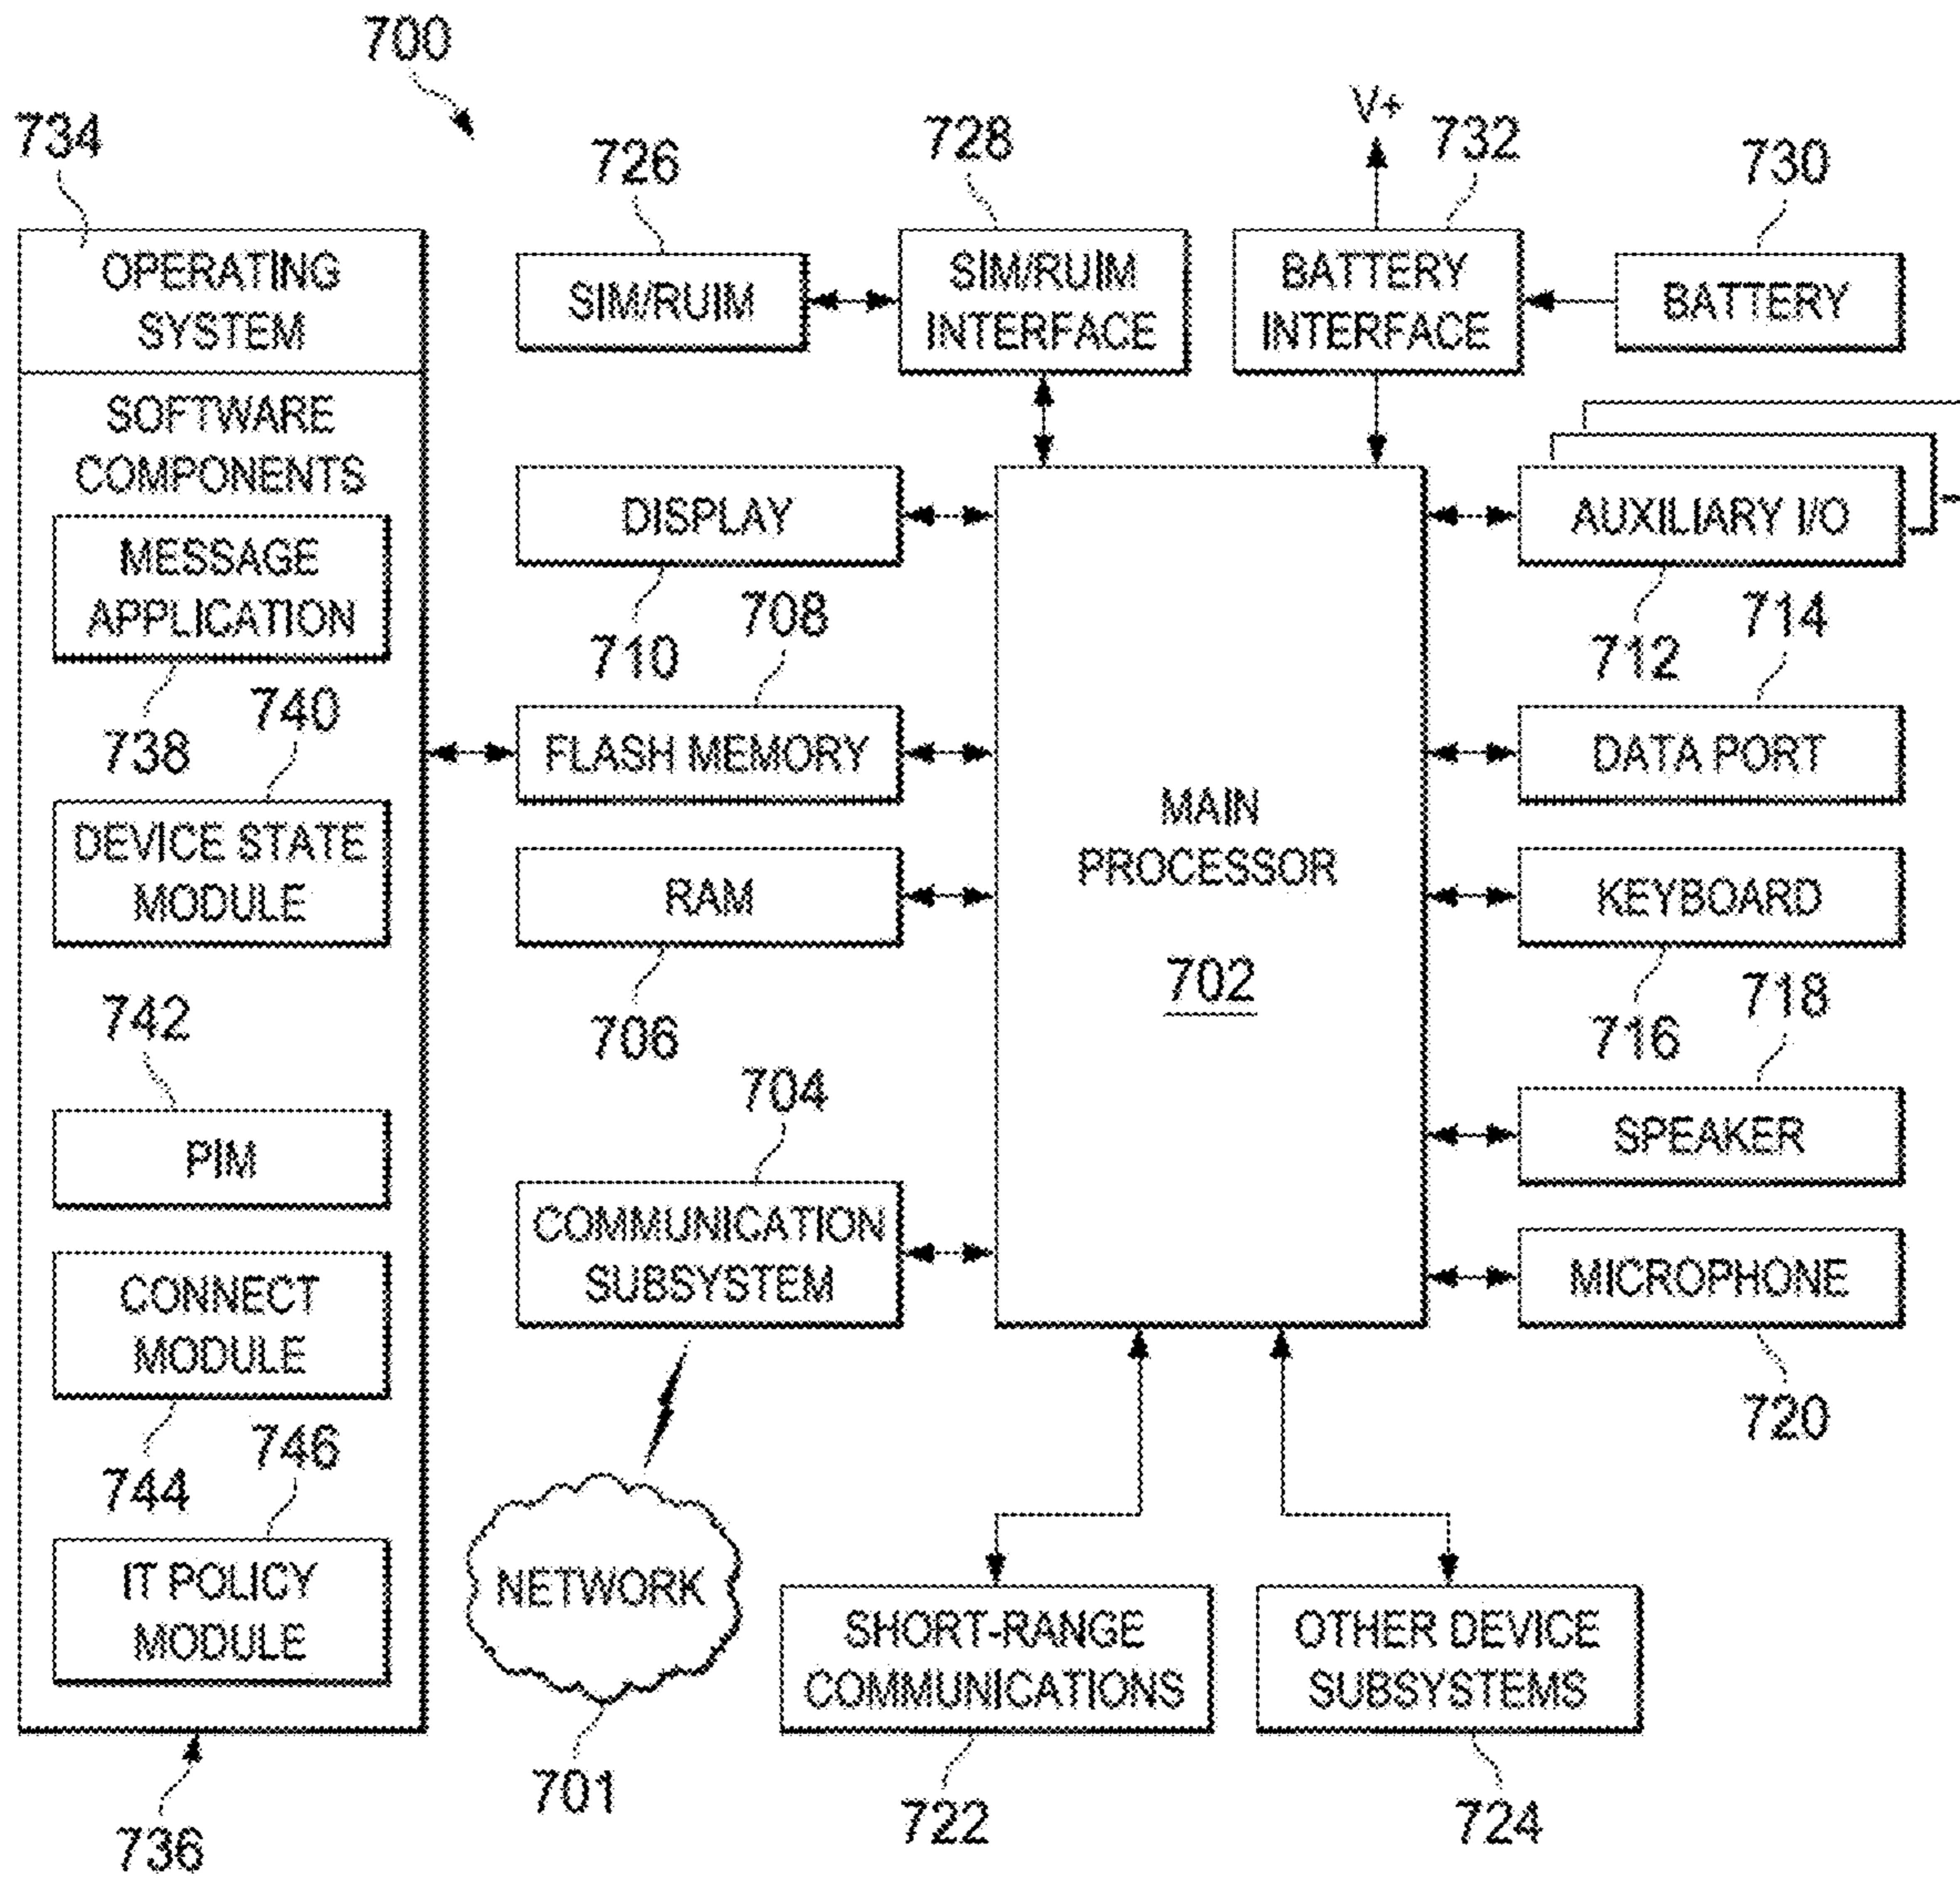 700
734
726
728
V+
732
730
OPERATING
SYSTEM
SIM/RUIM
SIM/RUIM
INTERFACE
BATTERY
INTERFACE
BATTERY
SOFTWARE
COMPONENTS
MESSAGE
APPLICATION
738
740
DEVICE STATE
MODULE
742
PIM
CONNECT
MODULE
744
746
IT POLICY
MODULE
736
DISPLAY
710
708
FLASH MEMORY
RAM
706
704
COMMUNICATION
SUBSYSTEM
NETWORK
701
MAIN
PROCESSOR
702
AUXILIARY I/O
712
714
DATA PORT
KEYBOARD
716
718
SPEAKER
MICROPHONE
720
SHORT-RANGE
COMMUNICATIONS
722
OTHER DEVICE
SUBSYSTEMS
724